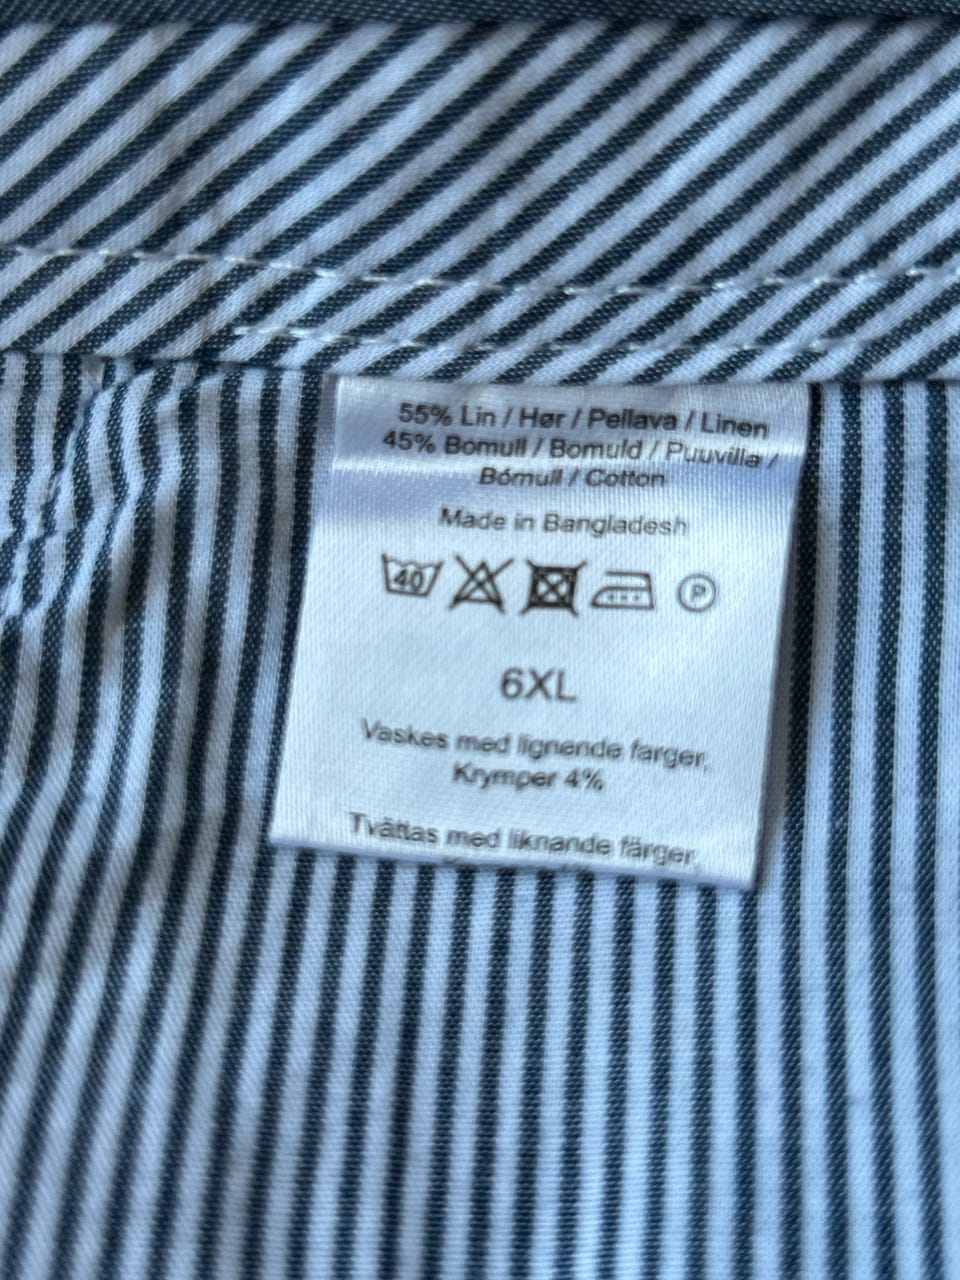 55% Lin / Hør / Pellava / Linen
45% Bomull / Bomuld / Puuvilla /
Bómull / Cotton
Made in Bangladesh
40 P
6XL
Vaskes med lignende farger.
Krymper 4%
Tvättas med liknande färger.